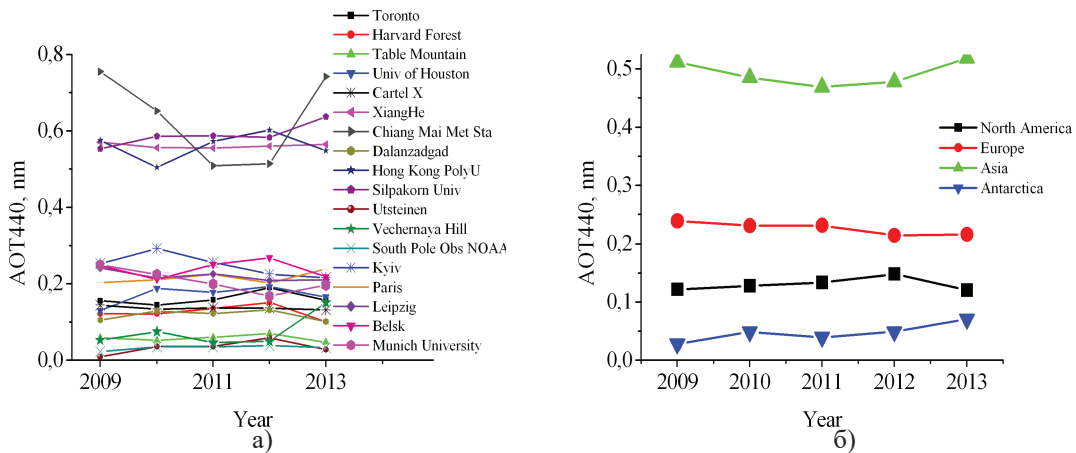 а)
0,8
0,6
0,4
0,2
0,0
AOT440, nm
2009
2011
2013
Year
Toronto
Harvard Forest
Table Mountain
Univ of Houston
Cartel X
XiangHe
Chiang Mai Met Sta
Dalanzadgad
Hong Kong PolyU
Silpakorn Univ
Utsteinen
Vechernaya Hill
South Pole Obs NOAA
Kyiv
Paris
Leipzig
Belsk
Munich University
а)
б)
0,5
0,4
0,3
0,2
0,1
0,0
AOT440, nm
North America
Europe
Asia
Antarctica
2009
2010
2011
2012
2013
Year
б)